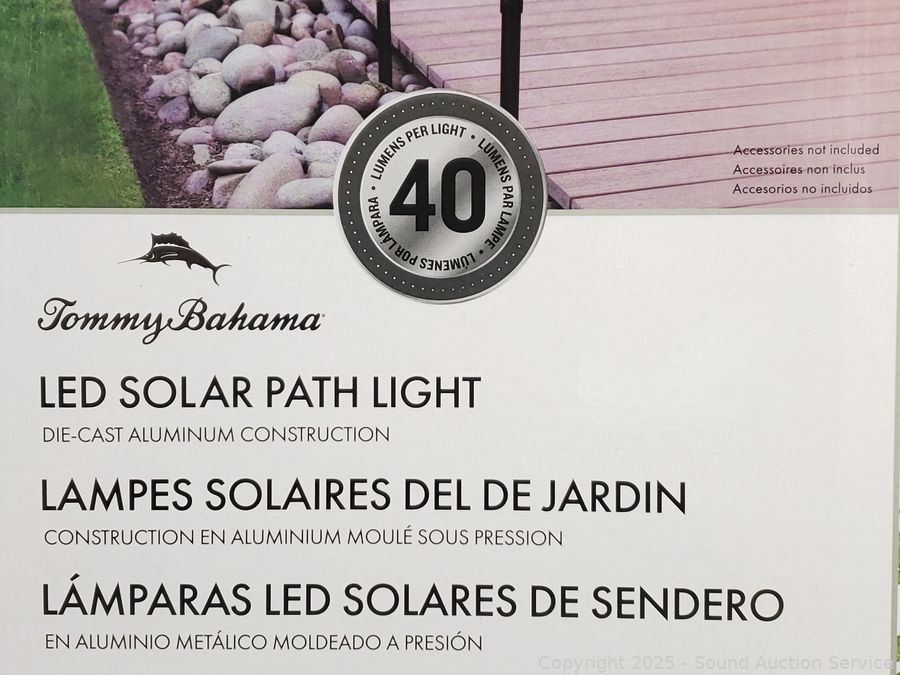 Accessories not included
Accessoires non inclus
Accesorios no incluidos
LUMENS PER LIGHT • LUMENS PAR LAMPE • LÚMENES POR LÁMPARA •
40
Tommy Bahama
LED SOLAR PATH LIGHT
DIE-CAST ALUMINUM CONSTRUCTION
LAMPES SOLAIRES DEL DE JARDIN
CONSTRUCTION EN ALUMINIUM MOULÉ SOUS PRESSION
LÁMPARAS LED SOLARES DE SENDERO
EN ALUMINIO METÁLICO MOLDEADO A PRESIÓN
Copyright 2025 - Sound Auction Service